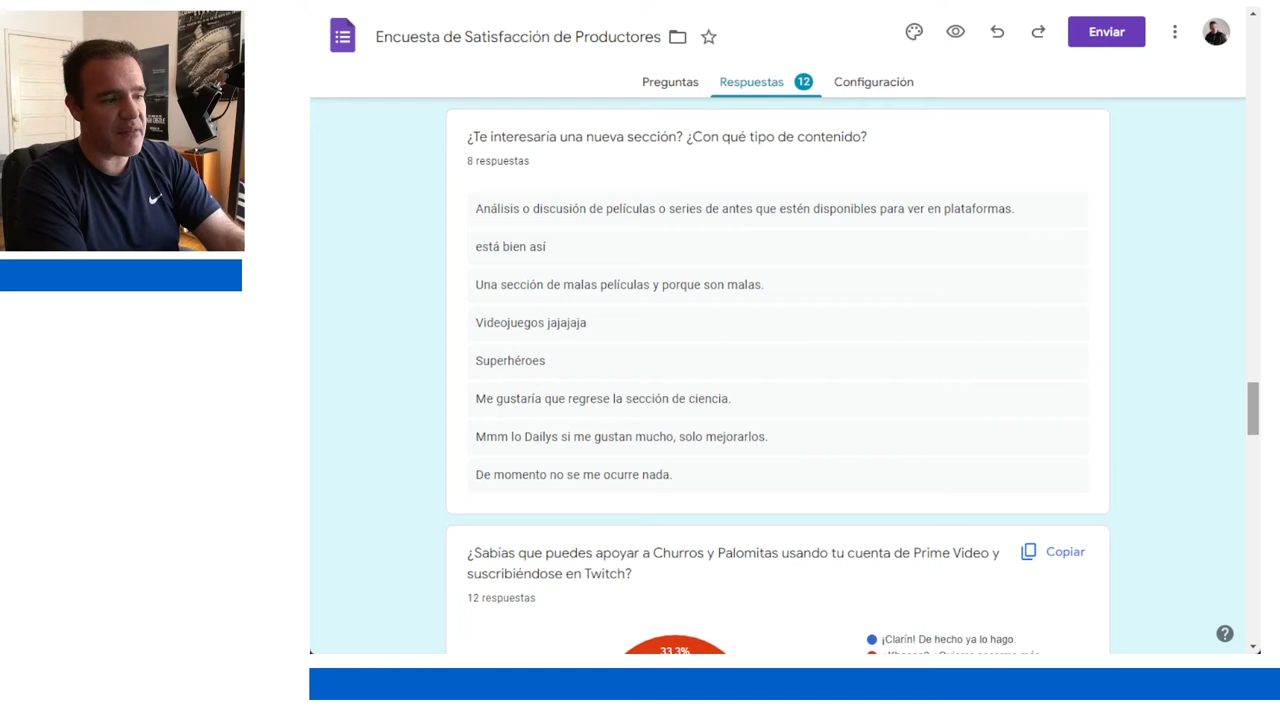 Encuesta de Satisfacción de Productores
Enviar
Preguntas
Respuestas 12
Configuración
¿Te interesaría una nueva sección? ¿Con qué tipo de contenido?
8 respuestas
Análisis o discusión de películas o series de antes que estén disponibles para ver en plataformas.
está bien así
Una sección de malas películas y porque son malas.
Videojuegos jajajaja
Superhéroes
Me gustaría que regrese la sección de ciencia.
Mmm lo Dailys si me gustan mucho, solo mejorarlos.
De momento no se me ocurre nada.
¿Sabías que puedes apoyar a Churros y Palomitas usando tu cuenta de Prime Video y
suscribiéndose en Twitch?
Copiar
12 respuestas
33.3%
¡Clarín! De hecho ya lo hago.